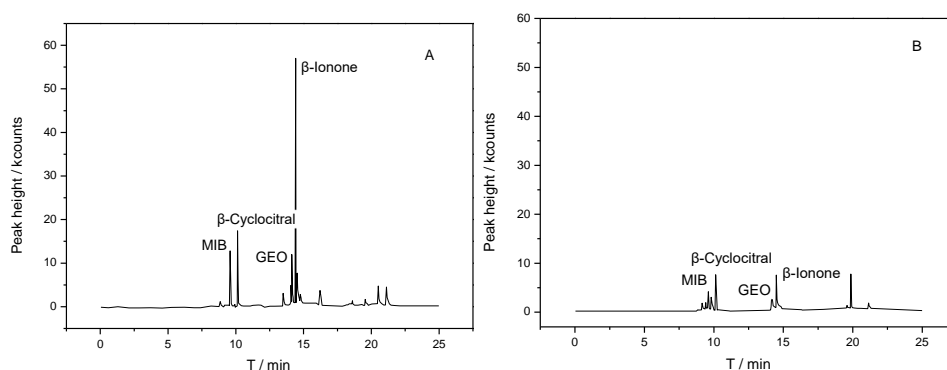 A
β-Ionone
β-Cyclocitral
MIB
GEO
60
50
40
30
20
10
0
Peak height / kcounts
0 5 10 15 20 25
T / min
B
β-Cyclocitral
MIB
GEO
β-Ionone
60
50
40
30
20
10
0
Peak height / kcounts
0 5 10 15 20 25
T / min